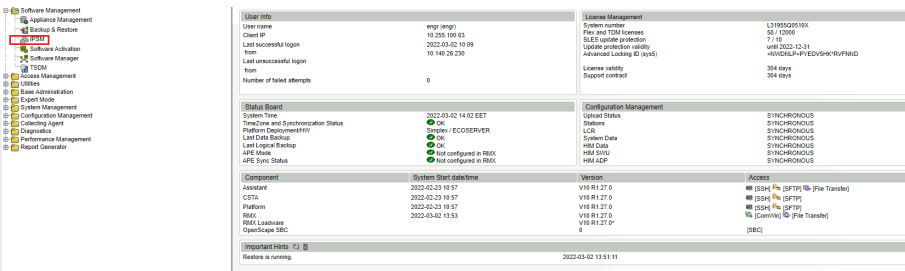 Software Management
Appliance Management
Backup & Restore
IPSM
Software Activation
Software Manager
TSDM
Access Management
Utilities
Base Administration
Expert Mode
System Management
Configuration Management
Collecting Agent
Diagnostics
Performance Management
Report Generator
User Info
User name engr (engr)
Client IP 10.255.100.63
Last successful logon 2022-03-02 10:09
from 10.140.26.230
Last unsuccessful logon
from
Number of failed attempts 0
License Management
System number L31955Q0510X
Flex and TDM licenses 58 / 12000
SLES update protection 7 / 10
Update protection validity until 2022-12-31
Advanced Locking ID (sys5) +NWDNLP=PYEDV5HK*RVFNND
License validity 304 days
Support contract 304 days
Status Board
System Time 2022-03-02 14:02 EET
TimeZone and Synchronization Status OK
Platform Deployment/HW Simplex / ECOSERVER
Last Data Backup OK
Last Logical Backup OK
APE Mode Not configured in RMX
APE Sync Status Not configured in RMX
Configuration Management
Upload Status SYNCHRONOUS
Stations SYNCHRONOUS
LCR SYNCHRONOUS
System Data SYNCHRONOUS
HIM Data SYNCHRONOUS
HIM SWU SYNCHRONOUS
HIM ADP SYNCHRONOUS
Component System Start date/time Version Access
Assistant 2022-02-23 10:57 V10 R1.27.0 [SSH] [SFTP] [File Transfer]
CSTA 2022-02-23 10:57 V10 R1.27.0 [SSH] [SFTP]
Platform 2022-02-23 10:57 V10 R1.27.0 [SSH] [SFTP]
RMX 2022-03-02 13:53 V10 R1.27.0 [ComWin] [File Transfer]
RMX Loadware V10 R1.27.0*
OpenScape SBC 0 [SBC]
Important Hints
Restore is running. 2022-03-02 13:51:11